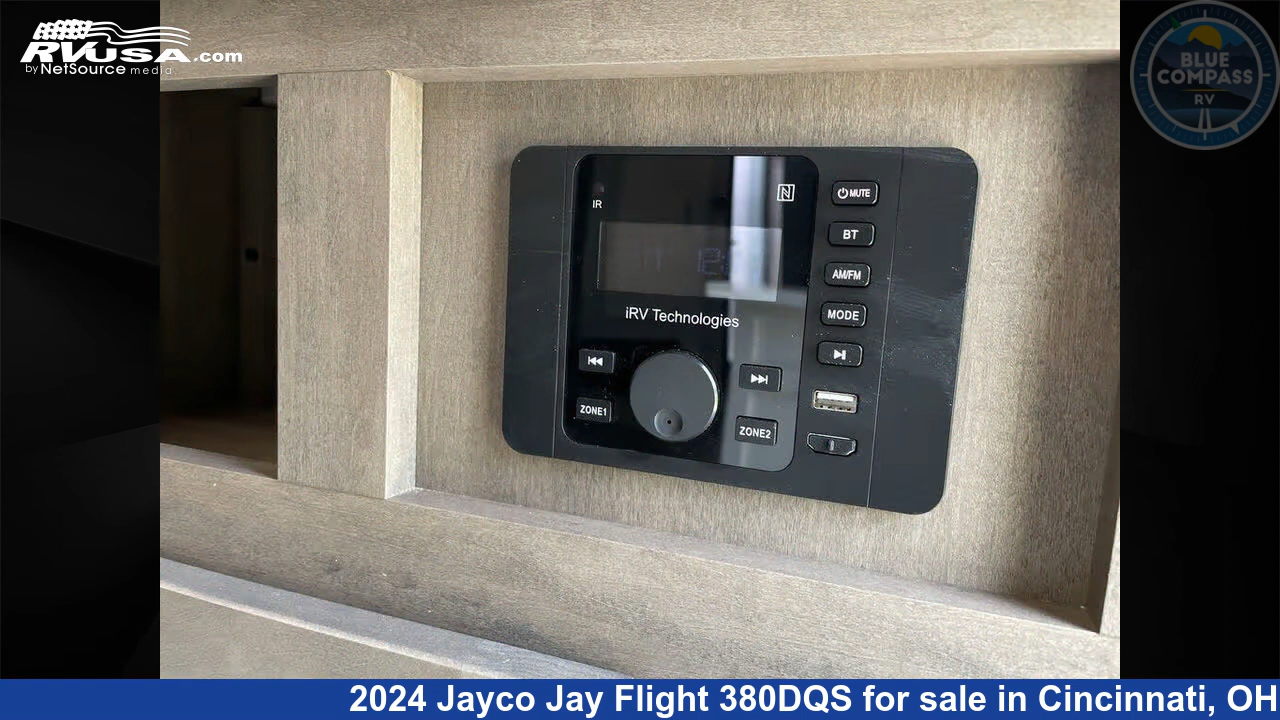 RVUSA.com
by NetSource media
BLUE
COMPASS
RV
IR
N
MUTE
BT
AM/FM
MODE
iRV Technologies
ZONE1
ZONE2
2024 Jayco Jay Flight 380DQS for sale in Cincinnati, OH